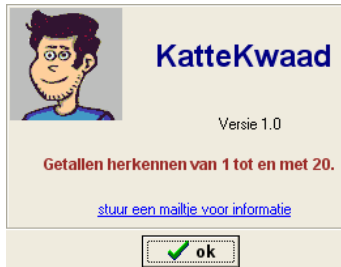 KatteKwaad
Versie 1.0
Getallen herkennen van 1 tot en met 20.
stuur een mailtje voor informatie
ok